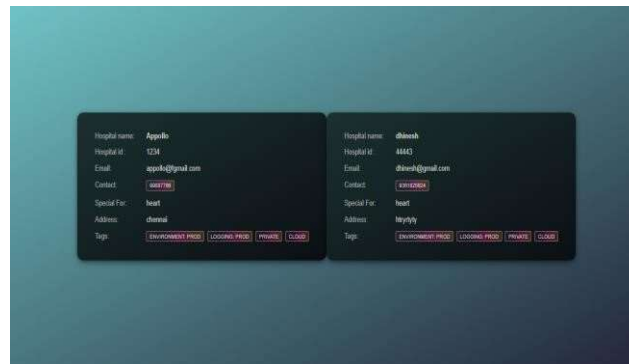 Hospital name: Appollo
Hospital id: 1234
Email: appollo@fgmail.com
Contact:
Special For: heart
Address: chennai
Tags: ENVIRONMENT: PROD LOGGING: PROD PRIVATE CLOUD
Hospital name: dhinesh
Hospital id: 44443
Email: dhinesh@gmail.com
Contact:
Special For: heart
Address:
Tags: ENVIRONMENT: PROD LOGGING: PROD PRIVATE CLOUD